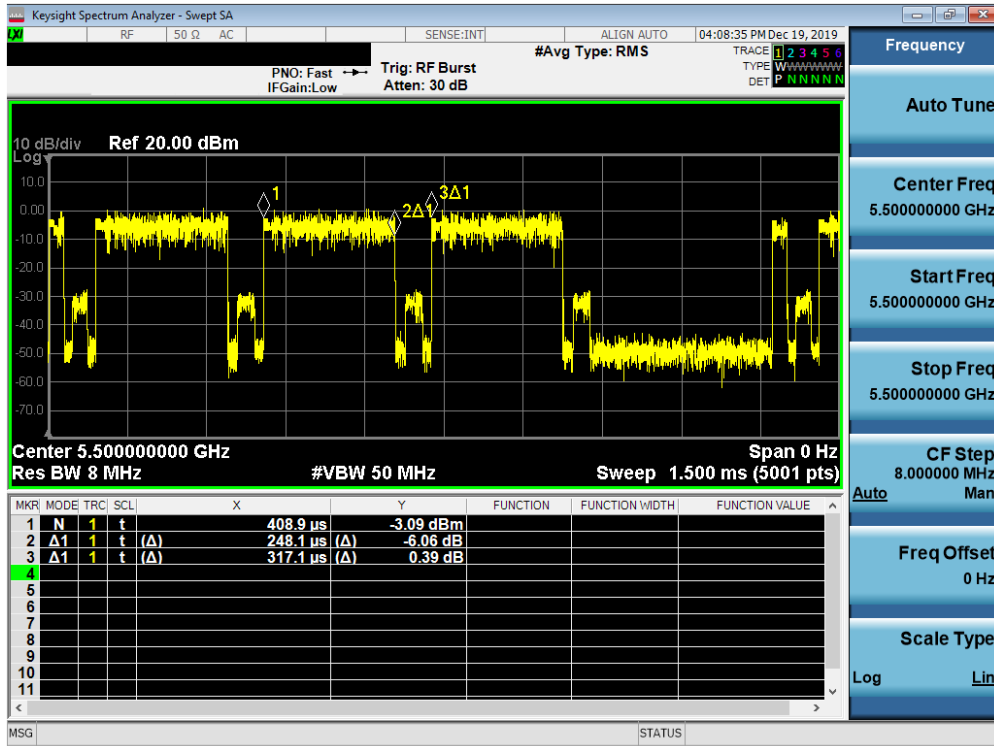 Keysight Spectrum Analyzer - Swept SA
LXI RF 50 Ω AC SENSE:INT ALIGN AUTO 04:08:35 PM Dec 19, 2019
#Avg Type: RMS
TRACE 1 2 3 4 5 6
TYPE WWWWWW
DET P N N N N N
PNO: Fast
IFGain:Low
Trig: RF Burst
Atten: 30 dB
10 dB/div
Log
Ref 20.00 dBm
10.0
0.00
-10.0
-20.0
-30.0
-40.0
-50.0
-60.0
-70.0
1
2Δ1
3Δ1
Center 5.500000000 GHz
Span 0 Hz
Res BW 8 MHz
#VBW 50 MHz
Sweep 1.500 ms (5001 pts)
MKR MODE TRC SCL X Y FUNCTION FUNCTION WIDTH FUNCTION VALUE
1 N 1 t 408.9 µs -3.09 dBm
2 Δ1 1 t (Δ) 248.1 µs (Δ) -6.06 dB
3 Δ1 1 t (Δ) 317.1 µs (Δ) 0.39 dB
4
5
6
7
8
9
10
11
MSG
STATUS
Frequency
Auto Tune
Center Freq
5.500000000 GHz
Start Freq
5.500000000 GHz
Stop Freq
5.500000000 GHz
CF Step
8.000000 MHz
Auto Man
Freq Offset
0 Hz
Scale Type
Log Lin